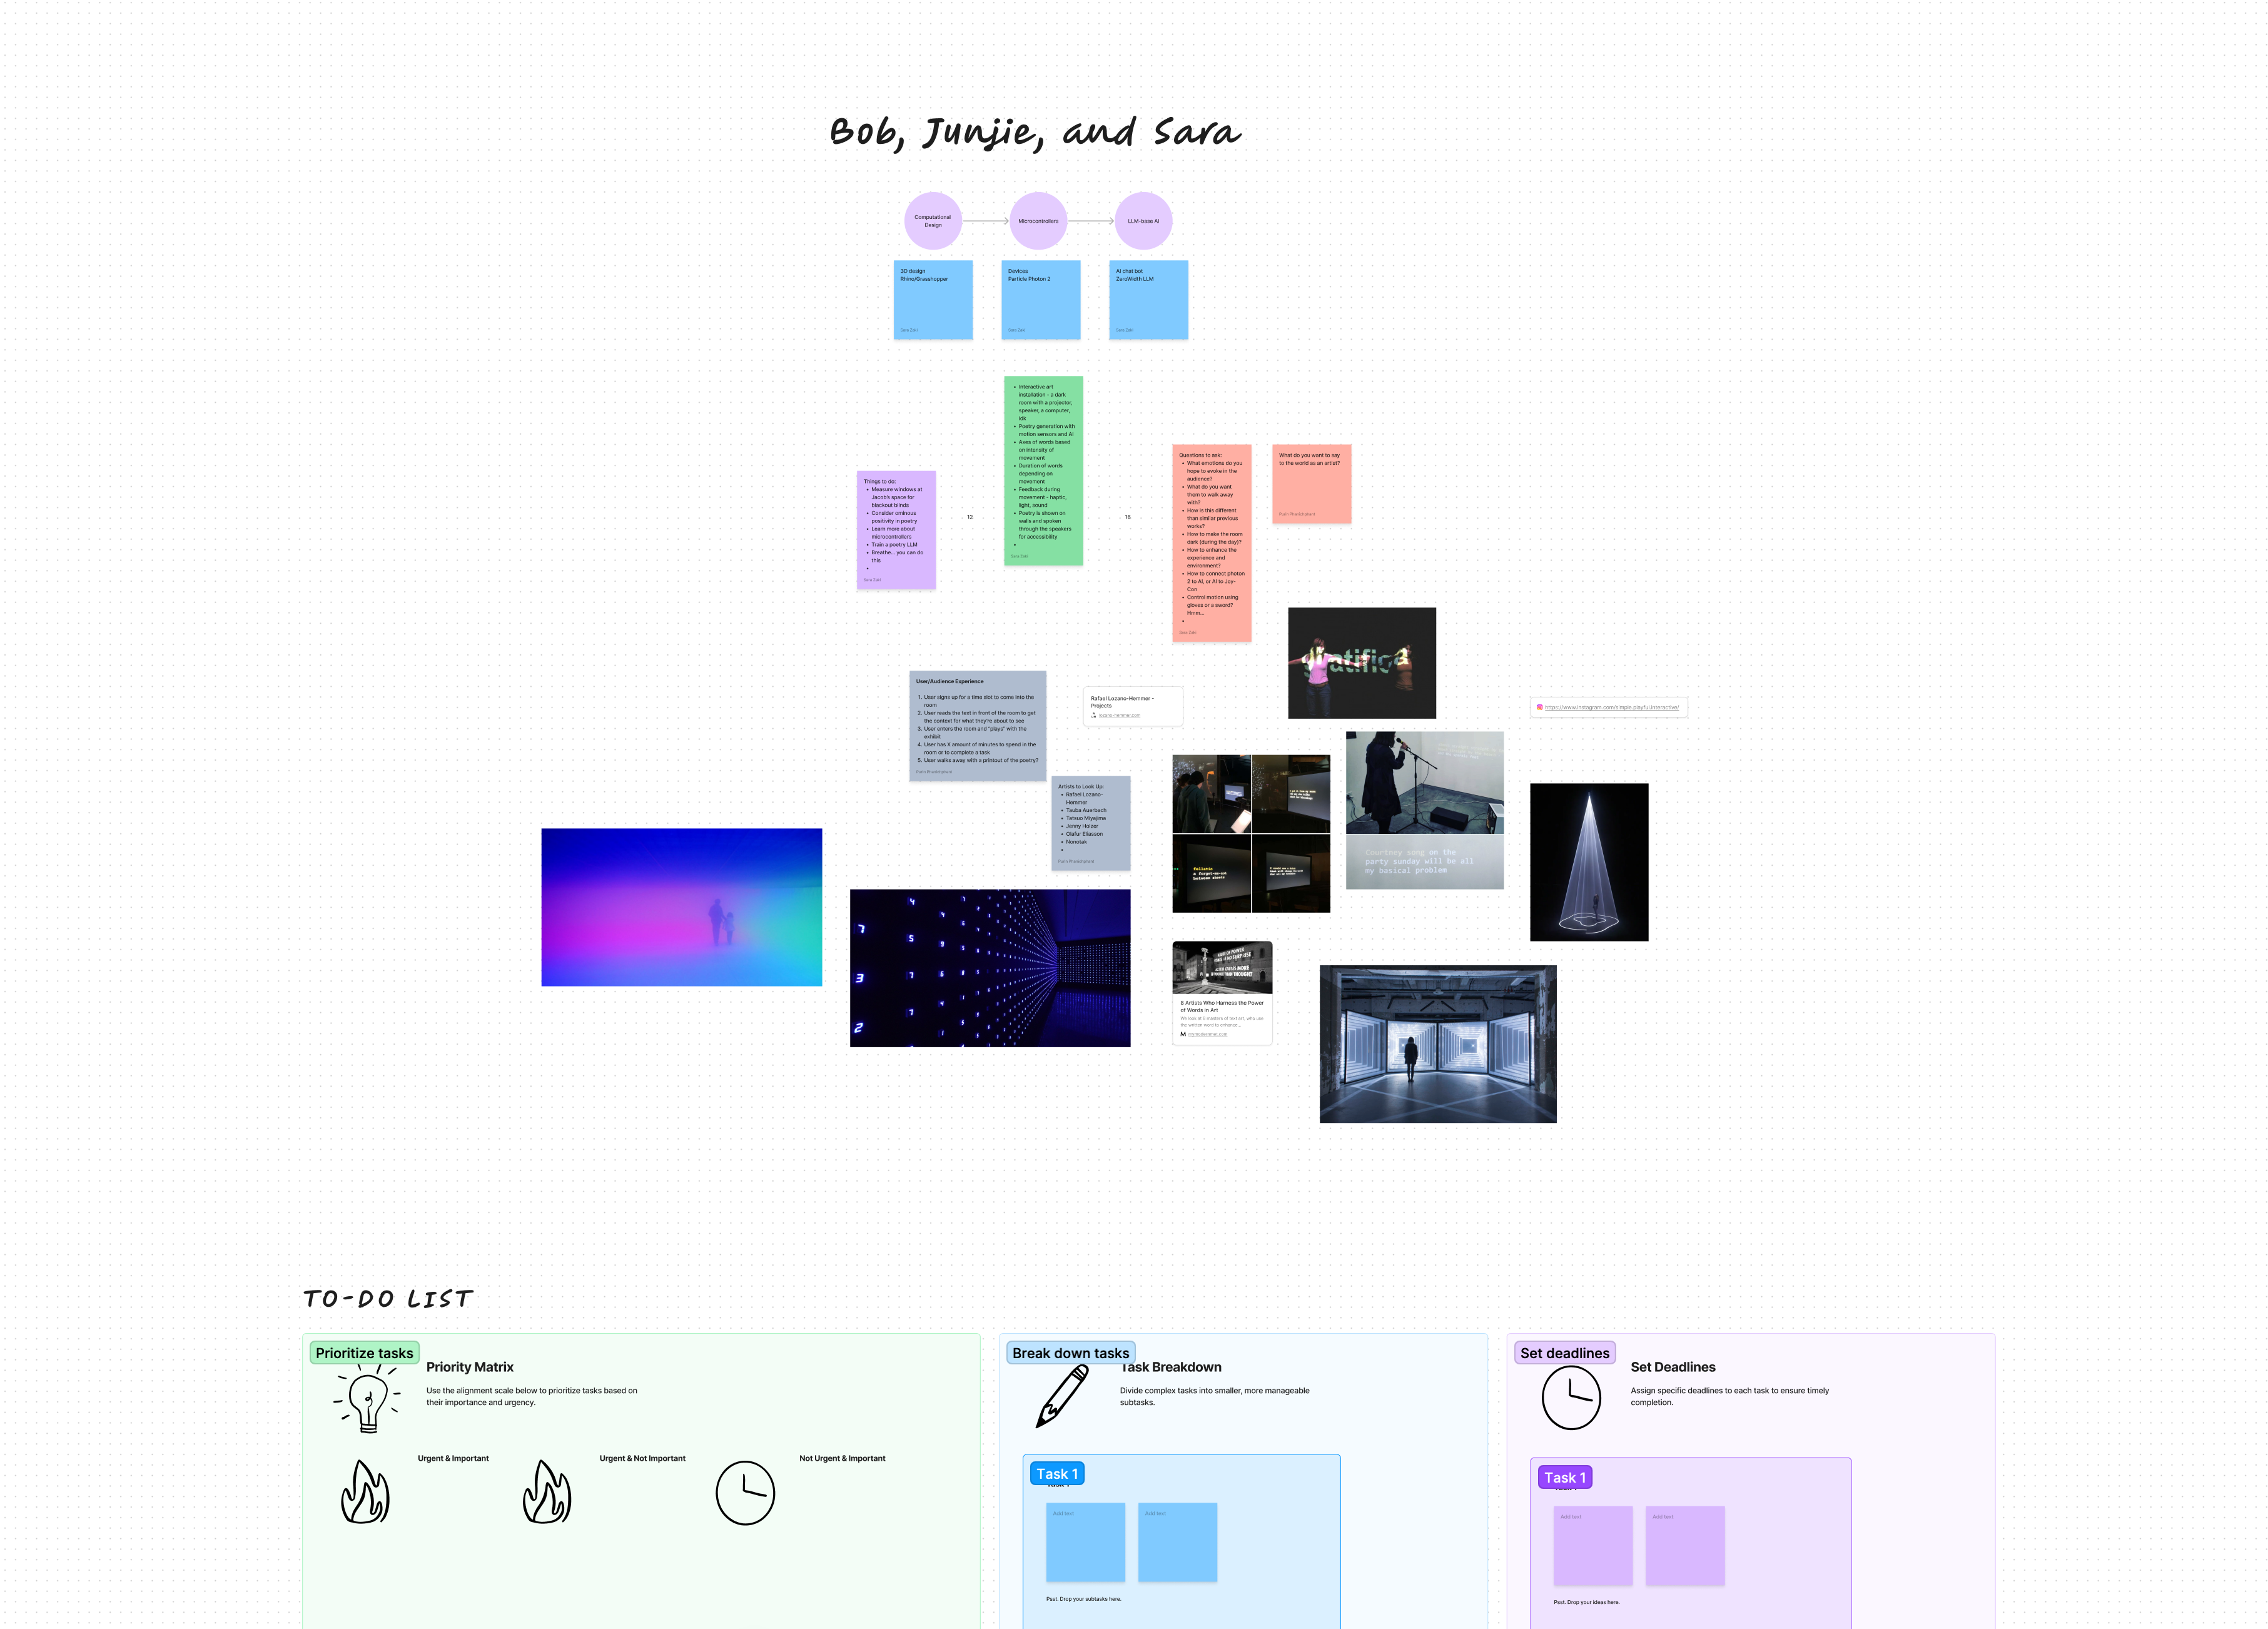 Bob, Junjie, and Sara
Computational
Design
Microcontrollers
LLM-base AI
3D design
Rhino/Grasshopper
Sara Zaki
Devices
Particle Photon 2
Sara Zaki
AI chat bot
ZeroWidth LLM
Sara Zaki
• Interactive art
installation - a dark
room with a projector,
speaker, a computer,
idk
• Poetry generation with
motion sensors and AI
• Axes of words based
on intensity of
movement
• Duration of words
depending on
movement
• Feedback during
movement - haptic,
light, sound
• Poetry is shown on
walls and spoken
through the speakers
for accessibility
Sara Zaki
Things to do:
• Measure windows at
Jacob's space for
blackout blinds
• Consider ominous
positivity in poetry
• Learn more about
microcontrollers
• Train a poetry LLM
• Breathe... you can do
this
Sara Zaki
12
16
Questions to ask:
• What emotions do you
hope to evoke in the
audience?
• What do you want
them to walk away
with?
• How is this different
than similar previous
works?
• How to make the room
dark (during the day)?
• How to enhance the
experience and
environment?
• How to connect photon
2 to AI, or AI to Joy-
Con
• Control motion using
gloves or a sword?
Hmm...
Sara Zaki
What do you want to say
to the world as an artist?
User/Audience Experience
1. User signs up for a time slot to come into the
room
2. User reads the text in front of the room to get
the context for what they're about to see
3. User enters the room and "plays" with the
exhibit
4. User has X amount of minutes to spend in the
room or to complete a task
5. User walks away with a printout of the poetry?
Rafael Lozano-Hemmer -
Projects
lozano-hemmer.com
https://www.instagram.com/simple.playful.interactive/
Artists to Look Up:
• Rafael Lozano-
Hemmer
• Tauba Auerbach
• Tatsuo Miyajima
• Jenny Holzer
• Olafur Eliasson
• Nonotak
Courtney song on the
party sunday will be all
my basical problem
8 Artists Who Harness the Power
of Words in Art
mymodernmet.com
TO-DO LIST
Prioritize tasks
Priority Matrix
Use the alignment scale below to prioritize tasks based on
their importance and urgency.
Urgent & Important
Urgent & Not Important
Not Urgent & Important
Break down tasks
Task Breakdown
Divide complex tasks into smaller, more manageable
subtasks.
Task 1
Add text
Add text
Psst. Drop your subtasks here.
Set deadlines
Set Deadlines
Assign specific deadlines to each task to ensure timely
completion.
Task 1
Add text
Add text
Psst. Drop your ideas here.